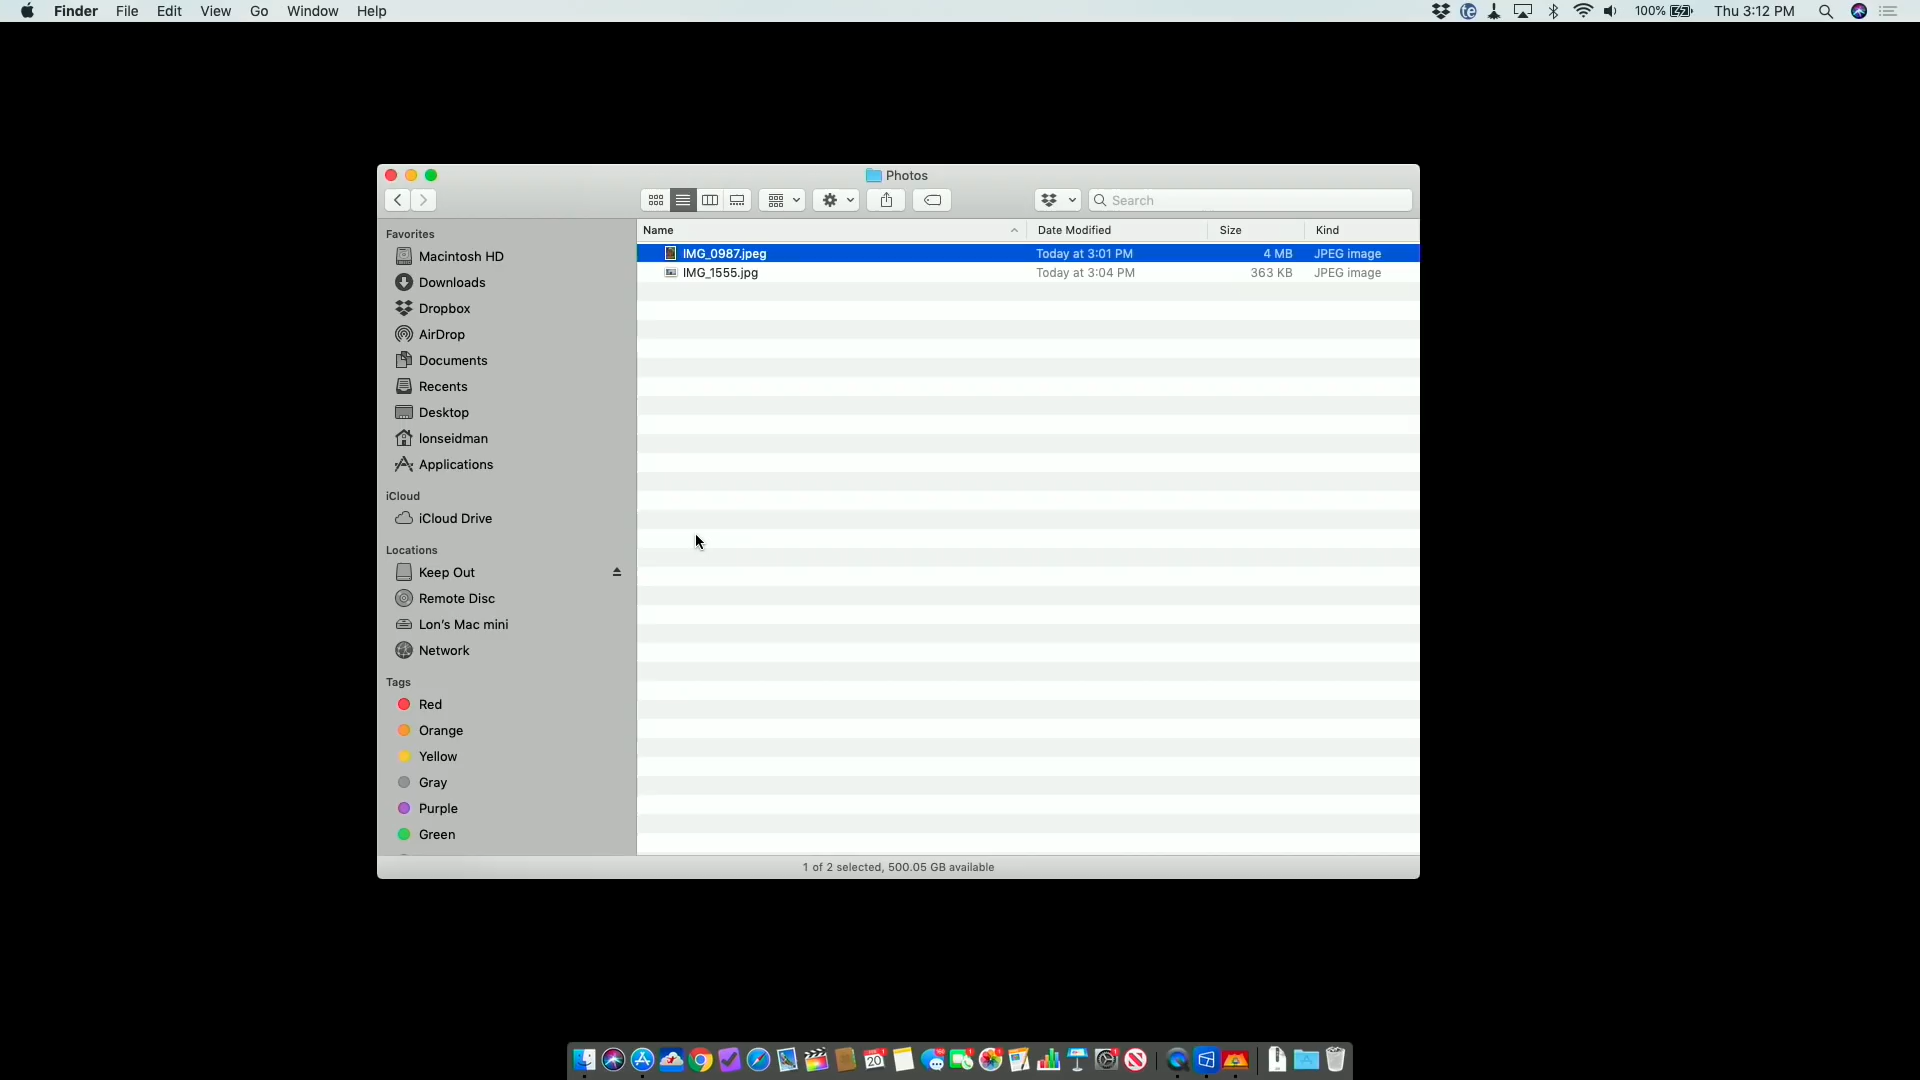 Finder File Edit View Go Window Help 100% Thu 3:12 PM
Photos
Search
Favorites
Macintosh HD
Downloads
Dropbox
AirDrop
Documents
Recents
Desktop
lonseidman
Applications
iCloud
iCloud Drive
Locations
Keep Out
Remote Disc
Lon's Mac mini
Network
Tags
Red
Orange
Yellow
Gray
Purple
Green
Name Date Modified Size Kind
IMG_0987.jpeg Today at 3:01 PM 4 MB JPEG image
IMG_1555.jpg Today at 3:04 PM 363 KB JPEG image
1 of 2 selected, 500.05 GB available
20